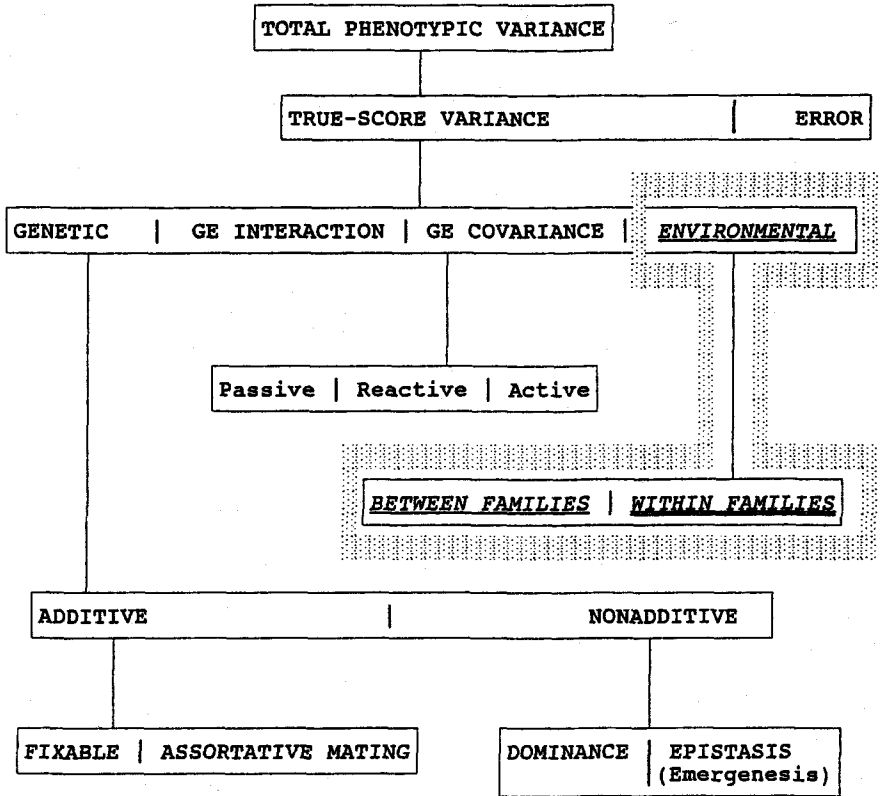 TOTAL PHENOTYPIC VARIANCE
TRUE-SCORE VARIANCE | ERROR
GENETIC | GE INTERACTION | GE COVARIANCE | ENVIRONMENTAL
Passive | Reactive | Active
BETWEEN FAMILIES | WITHIN FAMILIES
ADDITIVE | NONADDITIVE
FIXABLE | ASSORTATIVE MATING
DOMINANCE | EPISTASIS
(Emergenesis)